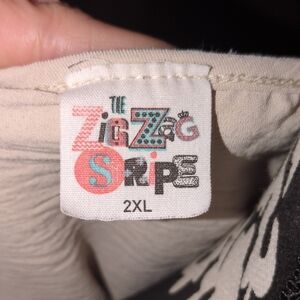 THE
ZigZag
STRIPE
2XL